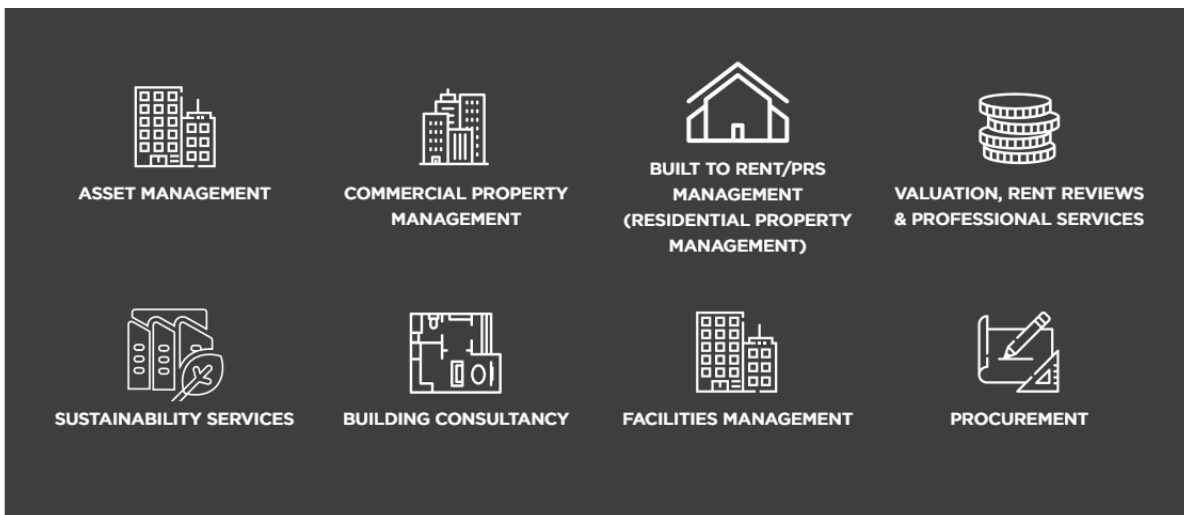 ASSET MANAGEMENT
COMMERCIAL PROPERTY
MANAGEMENT
BUILT TO RENT/PRS
MANAGEMENT
(RESIDENTIAL PROPERTY
MANAGEMENT)
VALUATION, RENT REVIEWS
& PROFESSIONAL SERVICES
SUSTAINABILITY SERVICES
BUILDING CONSULTANCY
FACILITIES MANAGEMENT
PROCUREMENT